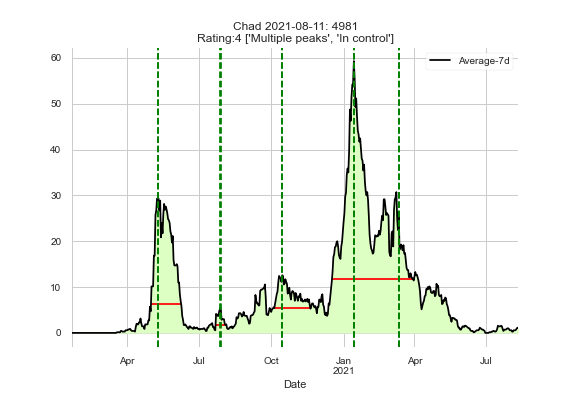 Chad 2021-08-11: 4981
Rating:4 ['Multiple peaks', 'In control']
Average-7d
60
50
40
30
20
10
0
Apr Jul Oct Jan Apr Jul
2021
Date